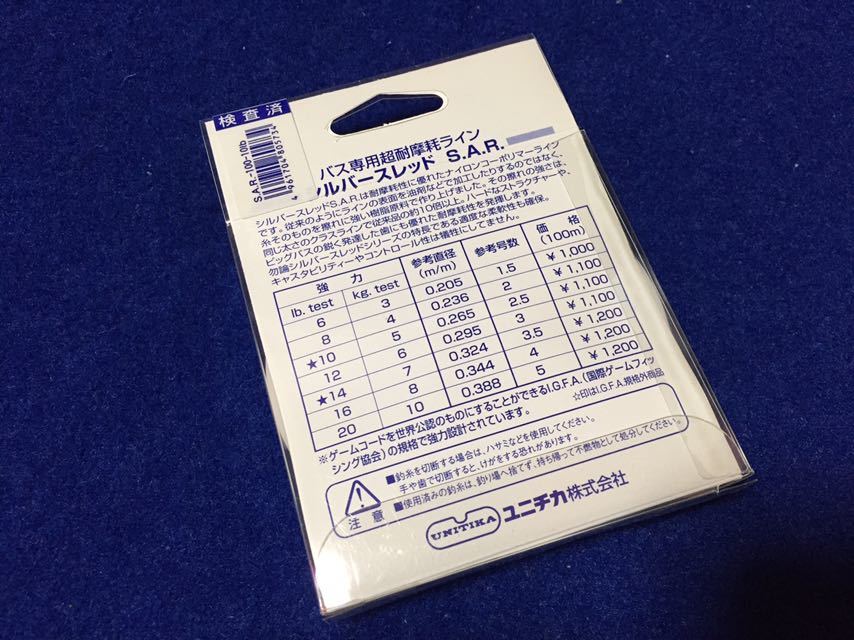 検査済
S.A.R.-100-10lb
4961704805734
バス専用超耐摩耗ライン
シルバースレッド S.A.R.
シルバースレッドS.A.R.は耐摩耗性に優れたナイロンコーポリマーライン
です。従来のようにラインの表面を油剤などで加工したりするのではなく、
糸そのものを擦れに強い樹脂原料で作り上げました。その擦れの強さは、
同じ太さのクラスラインで従来品の約10倍以上。ハードなストラクチャーや、
ビッグバスの鋭く発達した歯にも優れた耐摩耗性を発揮します。
勿論シルバースレッドシリーズの特長である適度な柔軟性も確保。
キャスタビリティーやコントロール性は犠牲にしてません。
強力 参考直径 (m/m) 参考号数 価格 (100m)
lb. test kg. test
6 3 0.205 1.5 ¥1,000
8 4 0.236 2 ¥1,100
★10 5 0.265 2.5 ¥1,100
12 6 0.295 3 ¥1,100
★14 7 0.324 3.5 ¥1,200
16 8 0.344 4 ¥1,200
20 10 0.388 5 ¥1,200
☆印はI.G.F.A.規格外商品
※ゲームコードを世界公認のものにすることができるI.G.F.A.(国際ゲームフィッ
シング協会)の規格で強力設計されています。
注意
■釣糸を切断する場合は、ハサミなどを使用してください。
手や歯で切断すると、けがをする恐れがあります。
■使用済みの釣糸は、釣り場へ捨てず、持ち帰って不燃物として処分してください。
UNITIKA ユニチカ株式会社